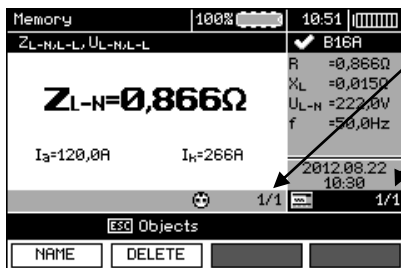 Memory 100% 10:51
ZL-N,L-L, UL-N,L-L B16A
R =0,866Ω
XL =0,015Ω
ZL-N=0,866Ω
UL-N =222,0V
f =50,0Hz
Ia=120,0A Ik=266A
2012.08.22
10:30
1/1 1/1
ESC Objects
NAME DELETE